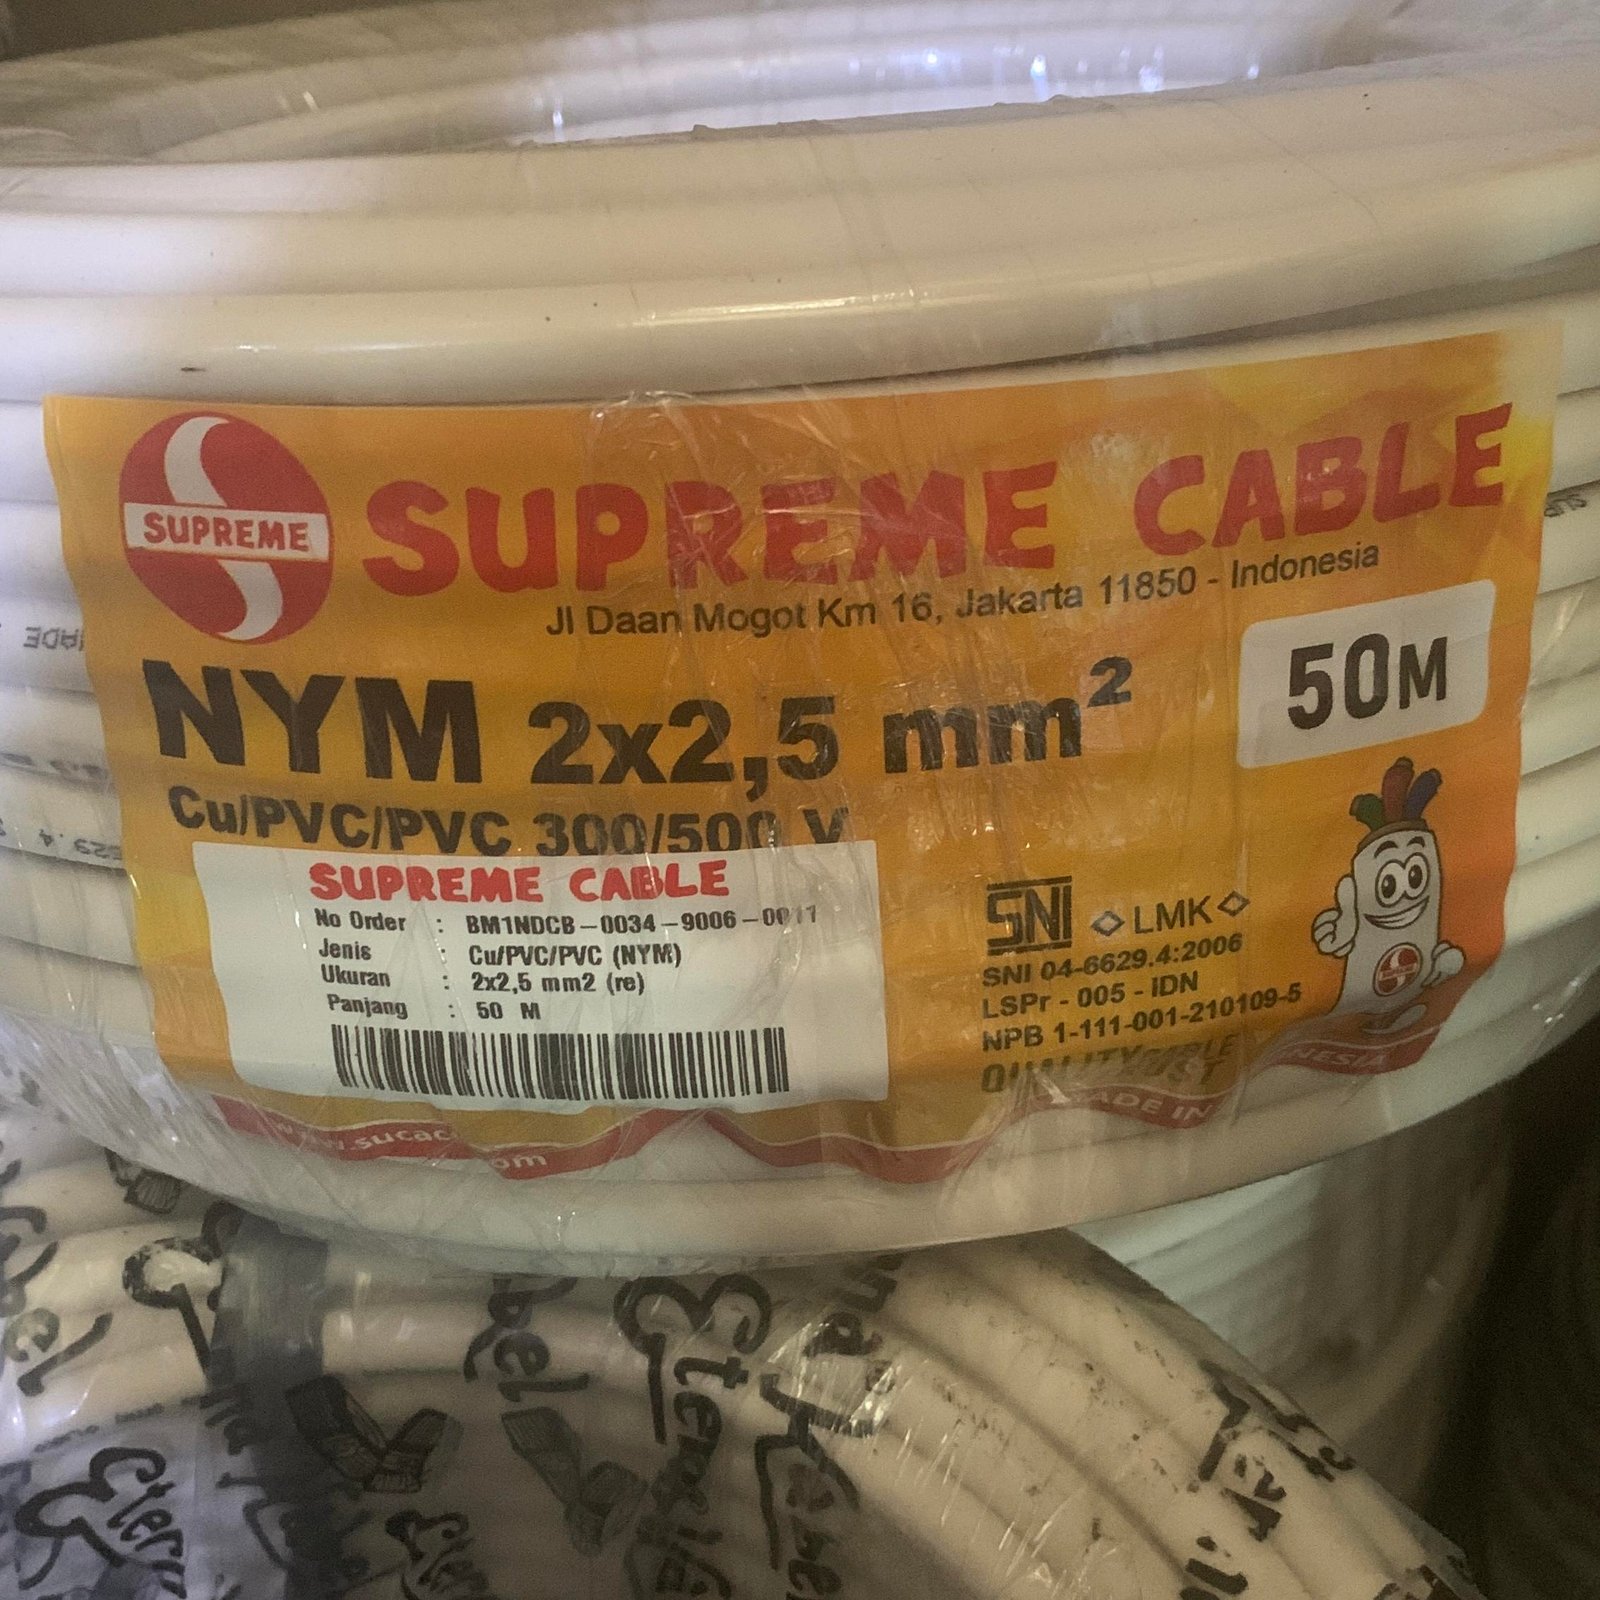 SUPREME
SUPREME CABLE
Jl Daan Mogot Km 16, Jakarta 11850 - Indonesia
50M
NYM 2x2,5 mm²
Cu/PVC/PVC 300/500 V
SUPREME CABLE
No Order : BM1NDCB-0034-9006-0011
Jenis : Cu/PVC/PVC (NYM)
Ukuran : 2x2,5 mm2 (re)
Panjang : 50 M
SNI LMK
SNI 04-6629.4:2006
LSPr - 005 - IDN
NPB 1-111-001-210109-5
MADE IN
Eterna